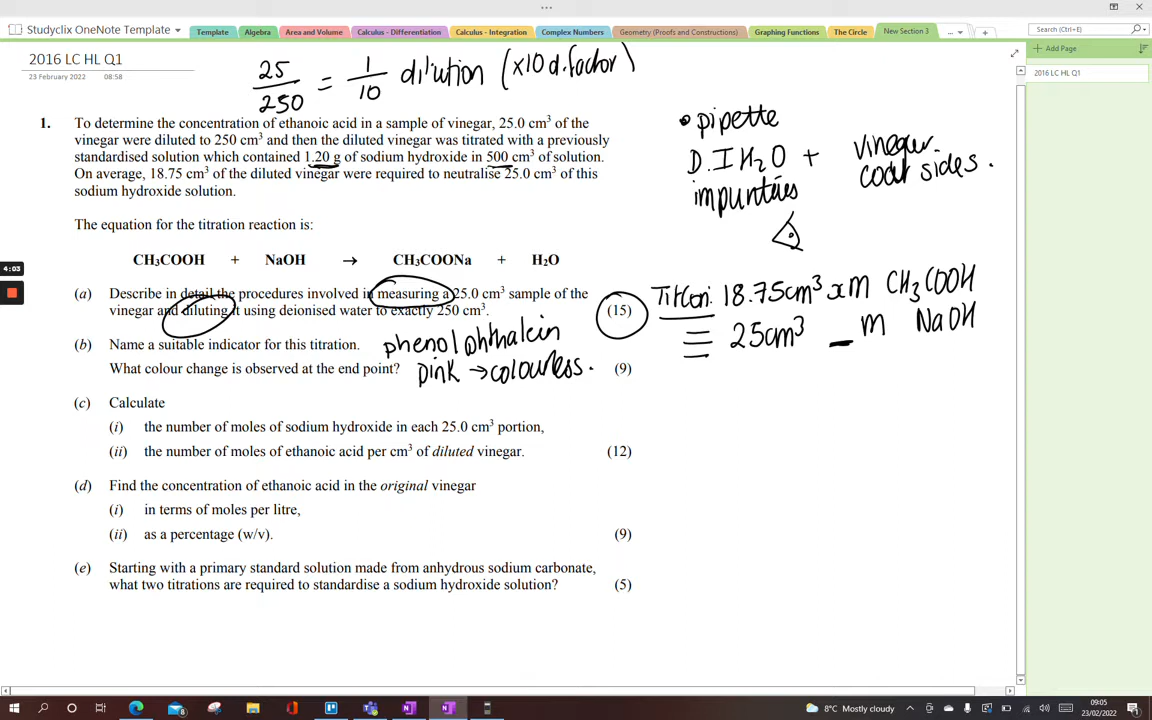 Studyclix OneNote Template
Template
Algebra
Area and Volume
Calculus - Differentiation
Calculus - Integration
Complex Numbers
Geometry (Proofs and Constructions)
Graphing Functions
The Circle
New Section 3
Search (Ctrl+E)
Add Page
2016 LC HL Q1
2016 LC HL Q1
23 February 2022 08:58
25/250 = 1/10 dilution (x10 d.factor)
1. To determine the concentration of ethanoic acid in a sample of vinegar, 25.0 cm³ of the
vinegar were diluted to 250 cm³ and then the diluted vinegar was titrated with a previously
standardised solution which contained 1.20 g of sodium hydroxide in 500 cm³ of solution.
On average, 18.75 cm³ of the diluted vinegar were required to neutralise 25.0 cm³ of this
sodium hydroxide solution.
The equation for the titration reaction is:
CH₃COOH + NaOH → CH₃COONa + H₂O
(a) Describe in detail the procedures involved in measuring a 25.0 cm³ sample of the
vinegar and diluting it using deionised water to exactly 250 cm³. (15)
(b) Name a suitable indicator for this titration.
phenolphthalein
What colour change is observed at the end point? (9)
pink → colourless.
(c) Calculate
(i) the number of moles of sodium hydroxide in each 25.0 cm³ portion,
(ii) the number of moles of ethanoic acid per cm³ of diluted vinegar. (12)
(d) Find the concentration of ethanoic acid in the original vinegar
(i) in terms of moles per litre,
(ii) as a percentage (w/v). (9)
(e) Starting with a primary standard solution made from anhydrous sodium carbonate,
what two titrations are required to standardise a sodium hydroxide solution? (5)
• pipette
D.I H₂O +
impurities
vinegar
coat sides.
18.75cm³ xM CH₃COOH
= 25cm³ _ m NaOH
4:03
8°C Mostly cloudy
09:05
23/02/2022